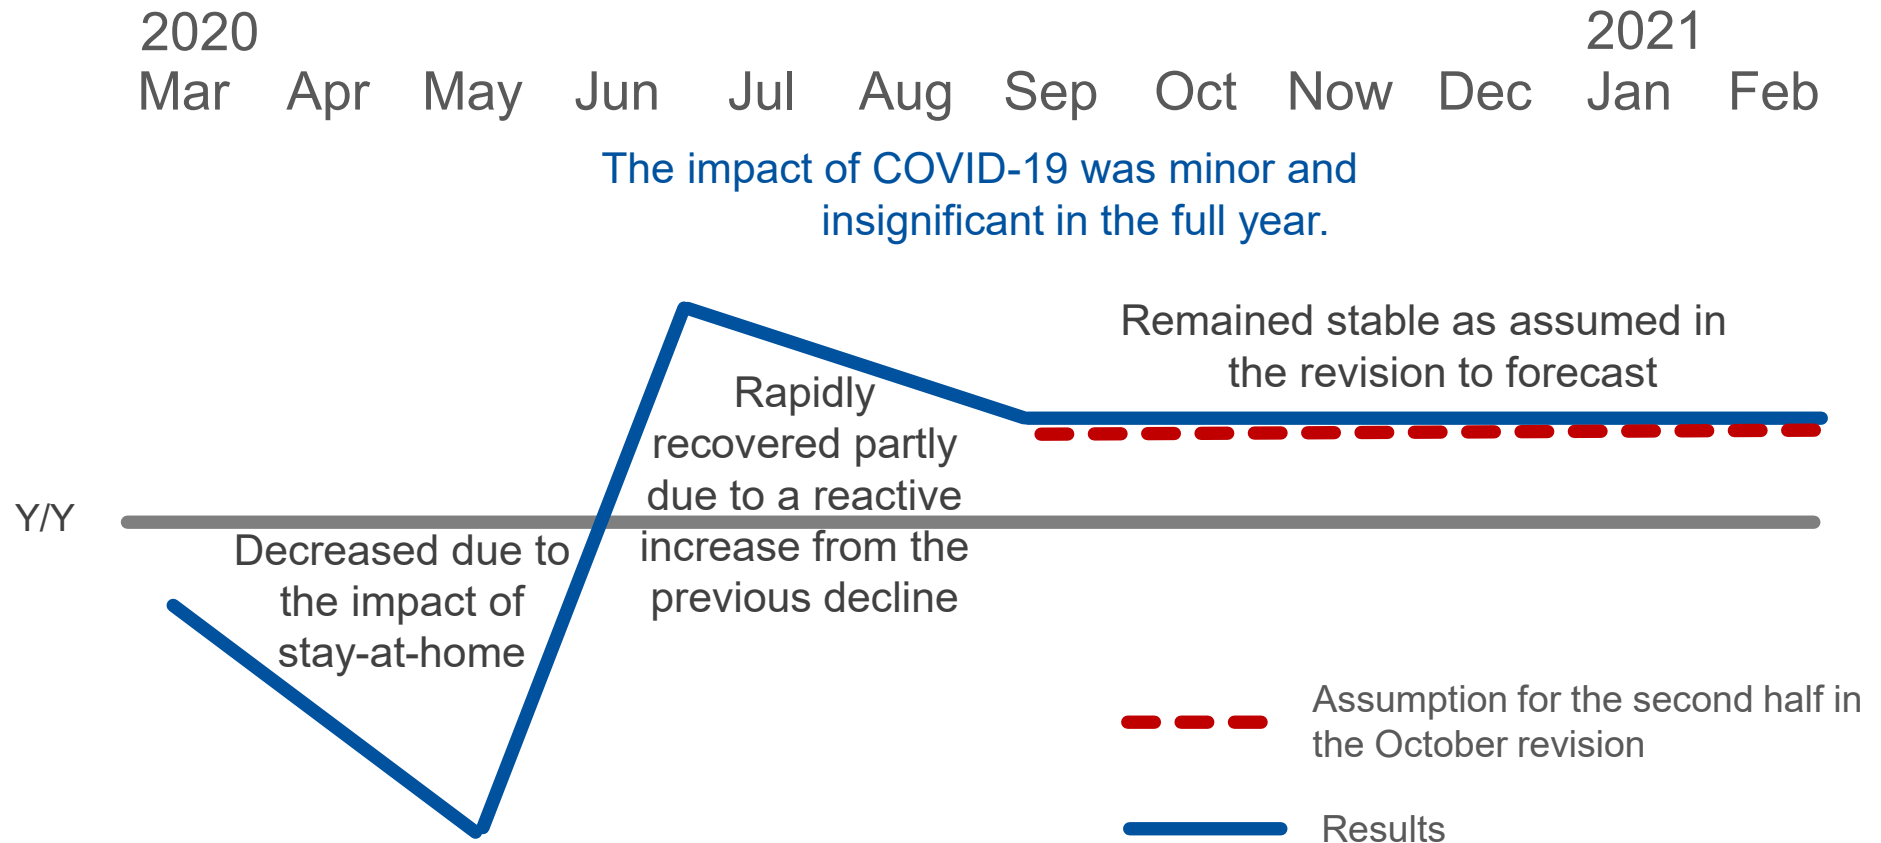 2020
2021
Mar Apr May Jun Jul Aug Sep Oct Now Dec Jan Feb
The impact of COVID-19 was minor and
insignificant in the full year.
Remained stable as assumed in
the revision to forecast
Rapidly
recovered partly
due to a reactive
increase from the
previous decline
Y/Y
Decreased due to
the impact of
stay-at-home
Assumption for the second half in
the October revision
Results